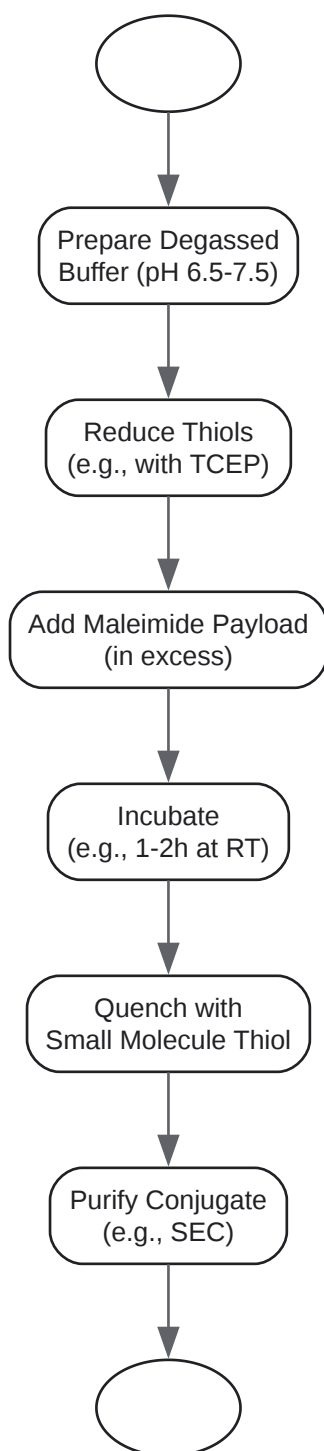 Prepare Degassed
Buffer (pH 6.5-7.5)
Reduce Thiols
(e.g., with TCEP)
Add Maleimide Payload
(in excess)
Incubate
(e.g., 1-2h at RT)
Quench with
Small Molecule Thiol
Purify Conjugate
(e.g., SEC)